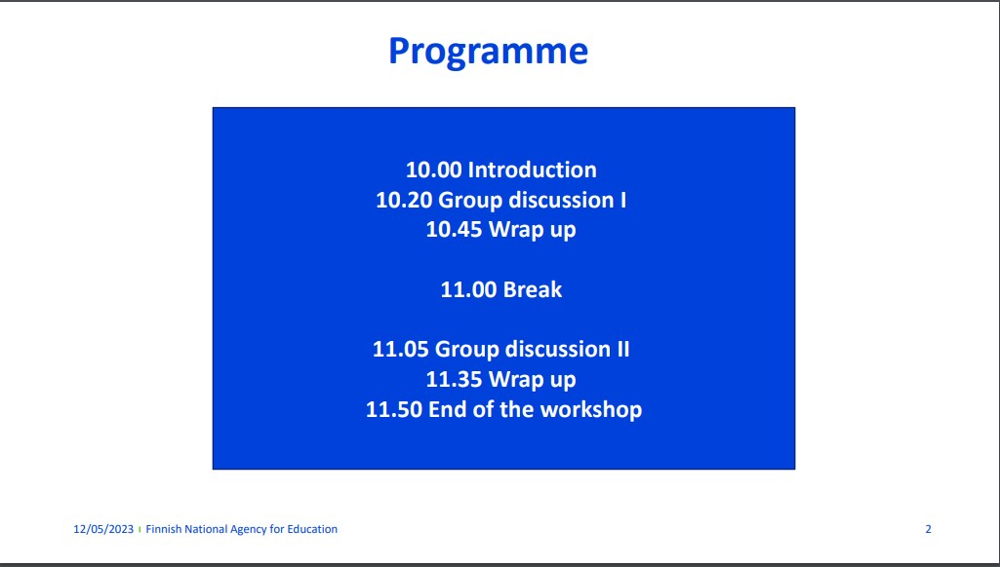 Programme
10.00 Introduction
10.20 Group discussion I
10.45 Wrap up
11.00 Break
11.05 Group discussion II
11.35 Wrap up
11.50 End of the workshop
12/05/2023 I Finnish National Agency for Education
2